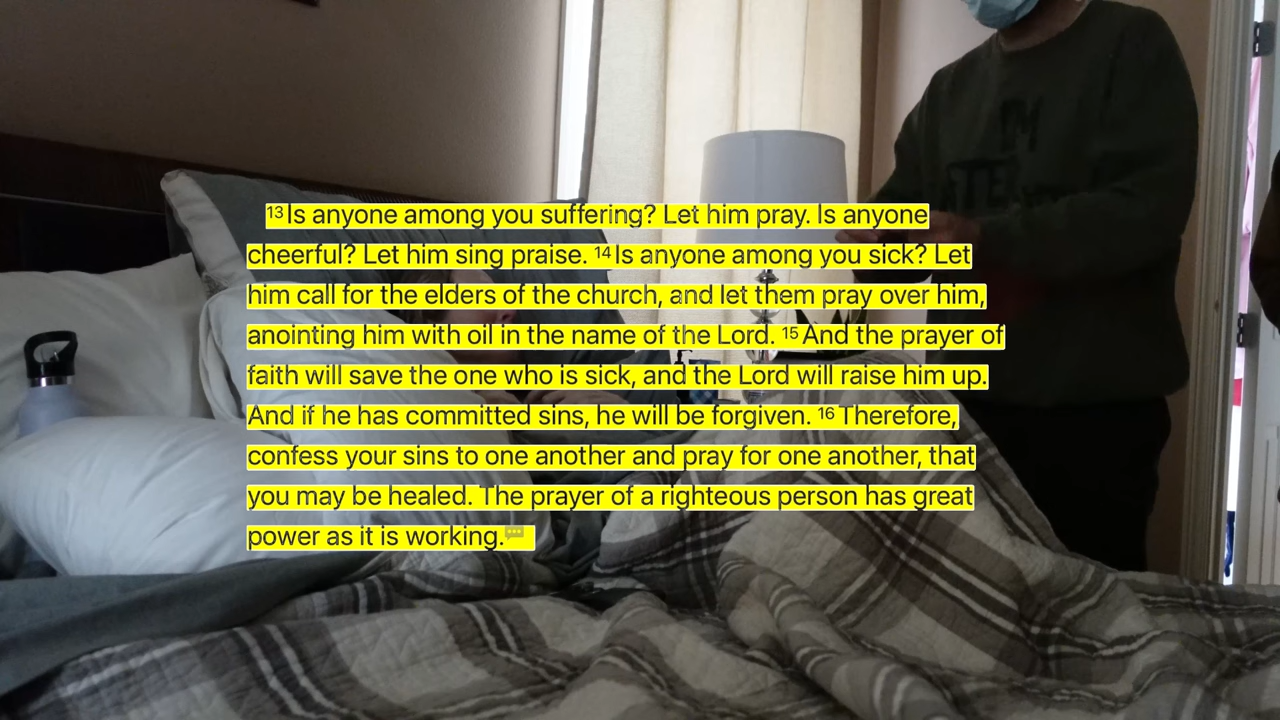 13 Is anyone among you suffering? Let him pray. Is anyone
cheerful? Let him sing praise. 14 Is anyone among you sick? Let
him call for the elders of the church, and let them pray over him,
anointing him with oil in the name of the Lord. 15 And the prayer of
faith will save the one who is sick, and the Lord will raise him up.
And if he has committed sins, he will be forgiven. 16 Therefore,
confess your sins to one another and pray for one another, that
you may be healed. The prayer of a righteous person has great
power as it is working.